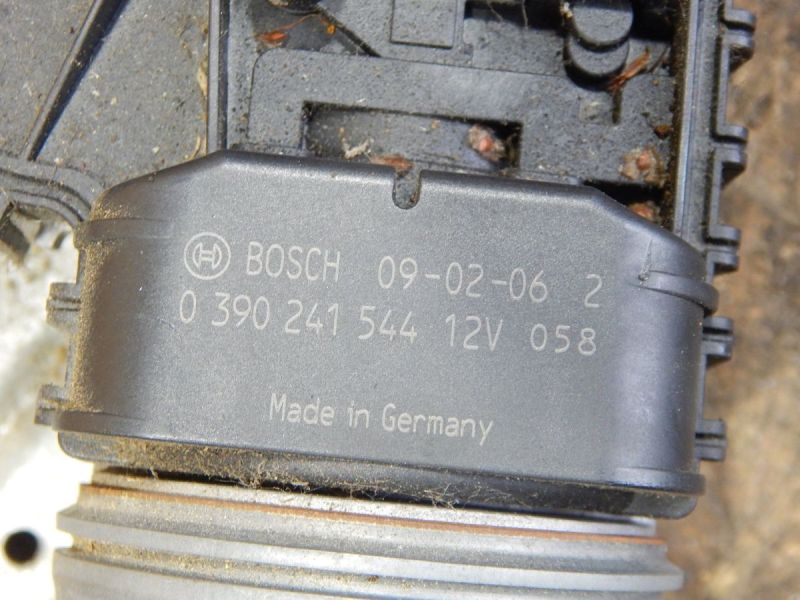 BOSCH 09-02-06 2
0 390 241 544 12V 058
Made in Germany